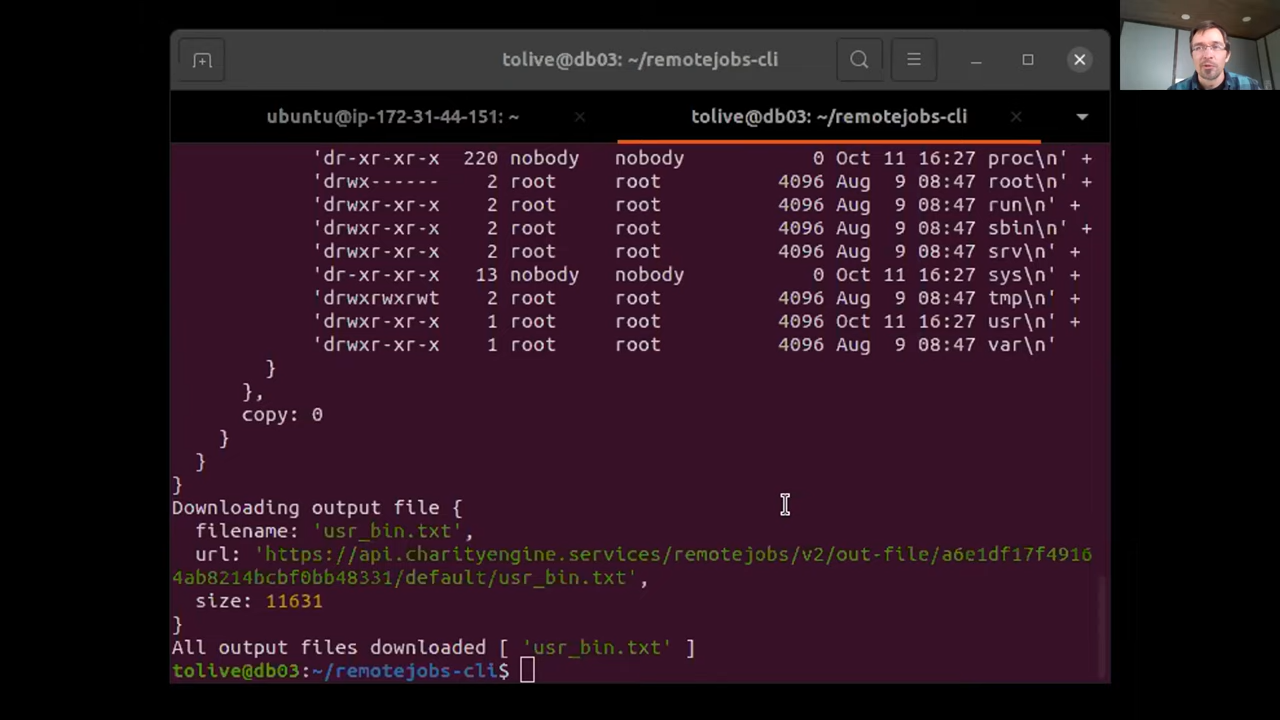 tolive@db03: ~/remotejobs-cli
ubuntu@ip-172-31-44-151: ~
tolive@db03: ~/remotejobs-cli
'dr-xr-xr-x 220 nobody nobody 0 Oct 11 16:27 proc\n' +
'drwx------ 2 root root 4096 Aug 9 08:47 root\n' +
'drwxr-xr-x 2 root root 4096 Aug 9 08:47 run\n' +
'drwxr-xr-x 2 root root 4096 Aug 9 08:47 sbin\n' +
'drwxr-xr-x 2 root root 4096 Aug 9 08:47 srv\n' +
'dr-xr-xr-x 13 nobody nobody 0 Oct 11 16:27 sys\n' +
'drwxrwxrwt 2 root root 4096 Aug 9 08:47 tmp\n' +
'drwxr-xr-x 1 root root 4096 Oct 11 16:27 usr\n' +
'drwxr-xr-x 1 root root 4096 Aug 9 08:47 var\n'
}
},
copy: 0
}
}
}
Downloading output file {
filename: 'usr_bin.txt',
url: 'https://api.charityengine.services/remotejobs/v2/out-file/a6e1df17f4916
4ab8214bcbf0bb48331/default/usr_bin.txt',
size: 11631
}
All output files downloaded [ 'usr_bin.txt' ]
tolive@db03:~/remotejobs-cli$